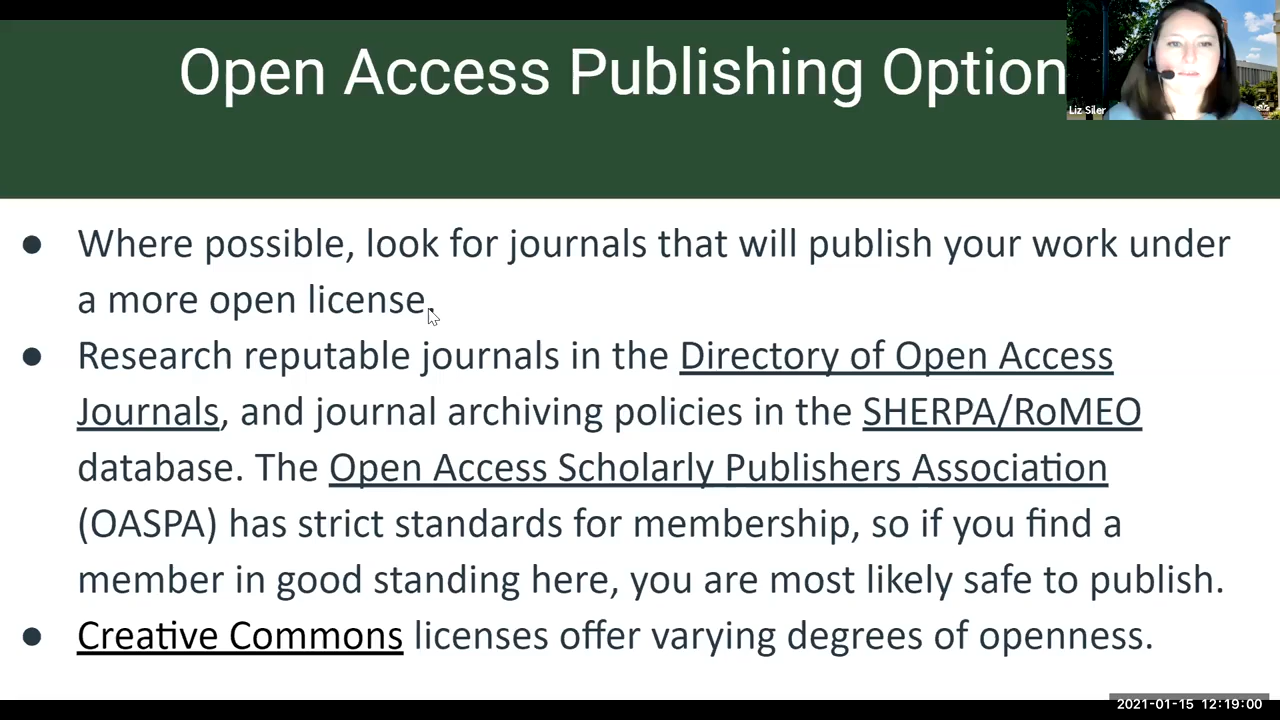 Open Access Publishing Option
Liz Siler
● Where possible, look for journals that will publish your work under
a more open license.
● Research reputable journals in the Directory of Open Access
Journals, and journal archiving policies in the SHERPA/RoMEO
database. The Open Access Scholarly Publishers Association
(OASPA) has strict standards for membership, so if you find a
member in good standing here, you are most likely safe to publish.
● Creative Commons licenses offer varying degrees of openness.
2021-01-15 12:19:00